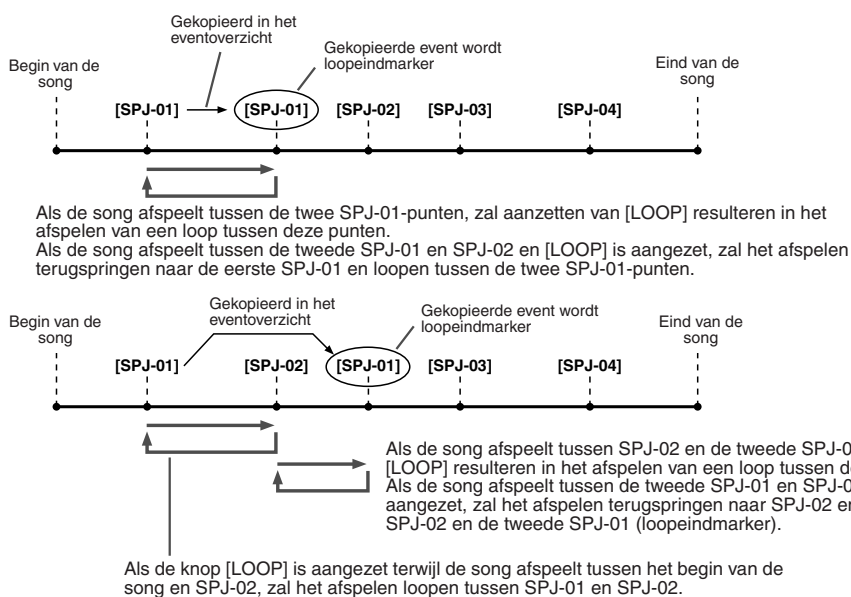 Gekopieerd in het
eventoverzicht
Gekopieerde event wordt
loopeindmarker
Begin van de
song
Eind van de
song
[SPJ-01] [SPJ-01] [SPJ-02] [SPJ-03] [SPJ-04]
Als de song afspeelt tussen de twee SPJ-01-punten, zal aanzetten van [LOOP] resulteren in het
afspelen van een loop tussen deze punten.
Als de song afspeelt tussen de tweede SPJ-01 en SPJ-02 en [LOOP] is aangezet, zal het afspelen
terugspringen naar de eerste SPJ-01 en loopen tussen de twee SPJ-01-punten.
Gekopieerd in het
eventoverzicht
Gekopieerde event wordt
loopeindmarker
Begin van de
song
Eind van de
song
[SPJ-01] [SPJ-02] [SPJ-01] [SPJ-03] [SPJ-04]
Als de song afspeelt tussen SPJ-02 en de tweede
[LOOP] resulteren in het afspelen van een loop tussen
Als de song afspeelt tussen de tweede SPJ-01 en
aangezet, zal het afspelen terugspringen naar SPJ-02
SPJ-02 en de tweede SPJ-01 (loopeindmarker).
Als de knop [LOOP] is aangezet terwijl de song afspeelt tussen het begin van de
song en SPJ-02, zal het afspelen loopen tussen SPJ-01 en SPJ-02.